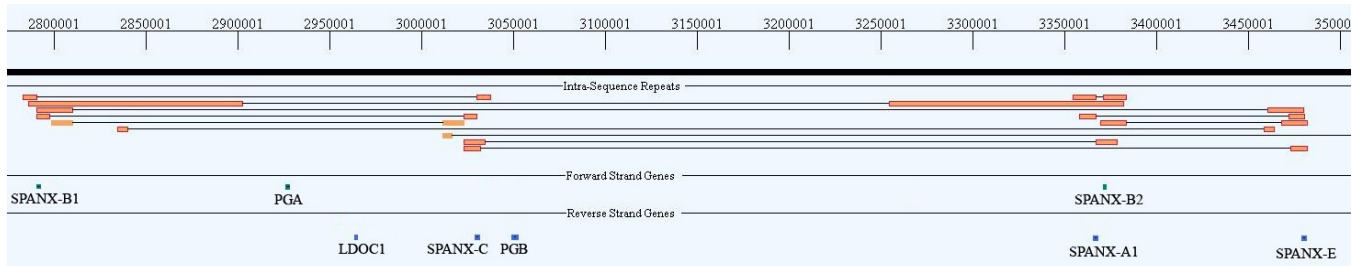 2800001 2850001 2900001 2950001 3000001 3050001 3100001 3150001 3200001 3250001 3300001 3350001 3400001 3450001 350000
Intra-Sequence Repeats
Forward Strand Genes
SPANX-B1 PGA SPANX-B2
Reverse Strand Genes
LDOC1 SPANX-C PGB SPANX-A1 SPANX-E